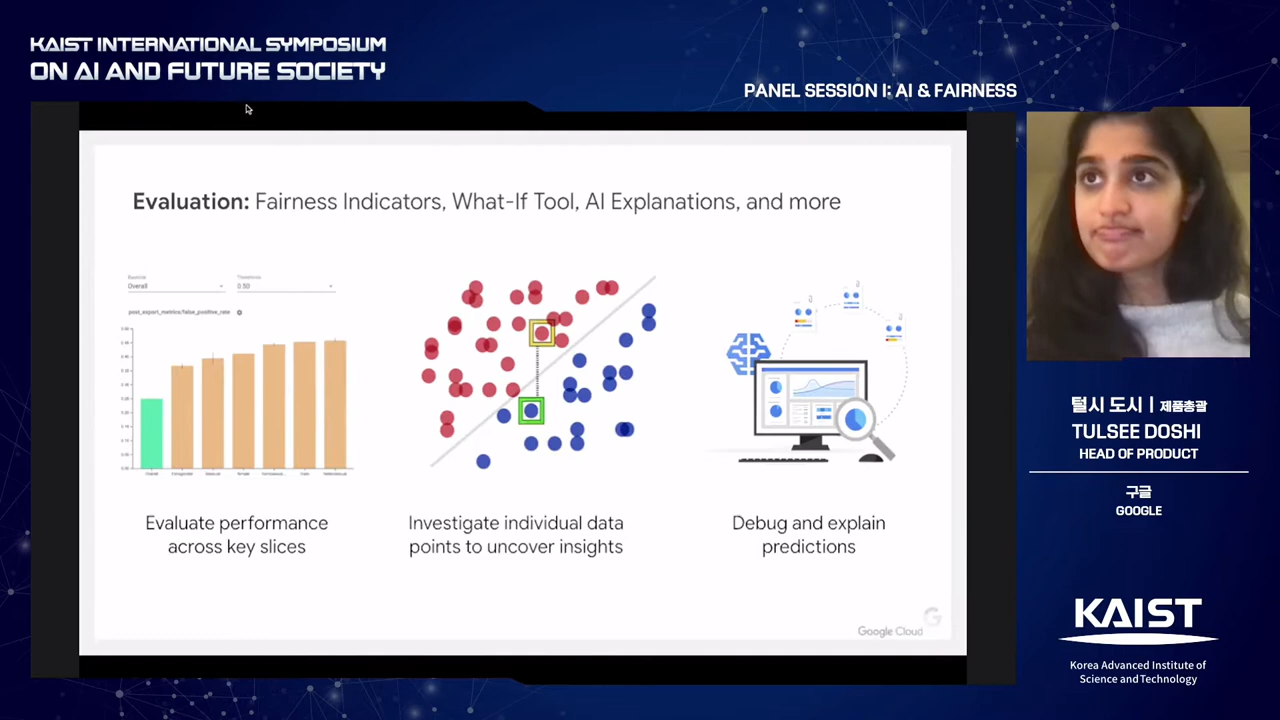 KAIST INTERNATIONAL SYMPOSIUM
ON AI AND FUTURE SOCIETY
PANEL SESSION I: AI & FAIRNESS
Evaluation: Fairness Indicators, What-If Tool, AI Explanations, and more
Baseline
Thresholds
Overall
0.50
post_export_metrics/false_positive_rate
Evaluate performance
across key slices
Investigate individual data
points to uncover insights
Debug and explain
predictions
Google Cloud
털시 도시 | 제품총괄
TULSEE DOSHI
HEAD OF PRODUCT
구글
GOOGLE
KAIST
Korea Advanced Institute of
Science and Technology